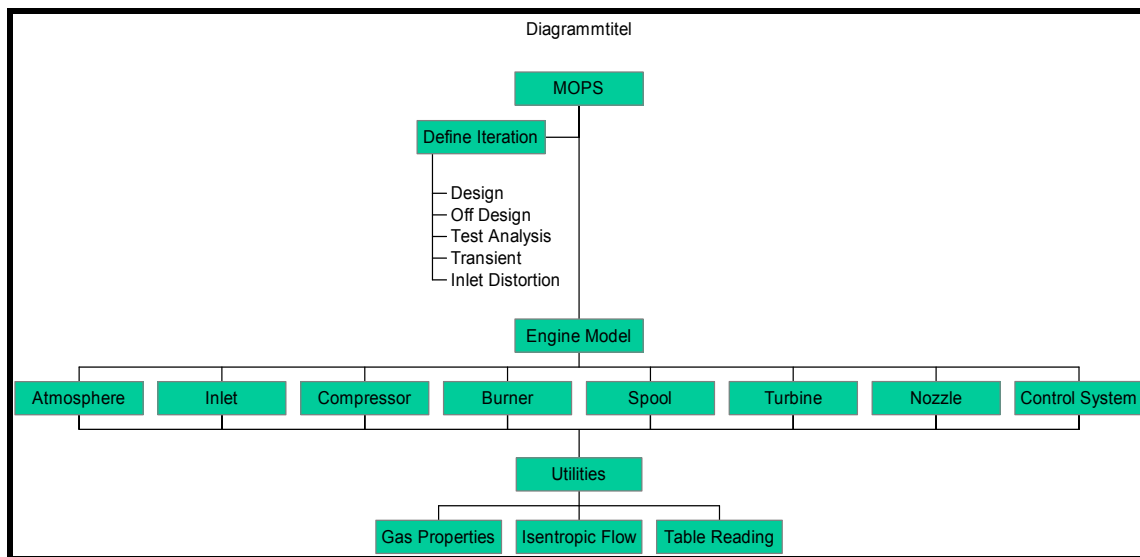 Diagrammtitel
MOPS
Define Iteration
Design
Off Design
Test Analysis
Transient
Inlet Distortion
Engine Model
Atmosphere
Inlet
Compressor
Burner
Spool
Turbine
Nozzle
Control System
Utilities
Gas Properties
Isentropic Flow
Table Reading